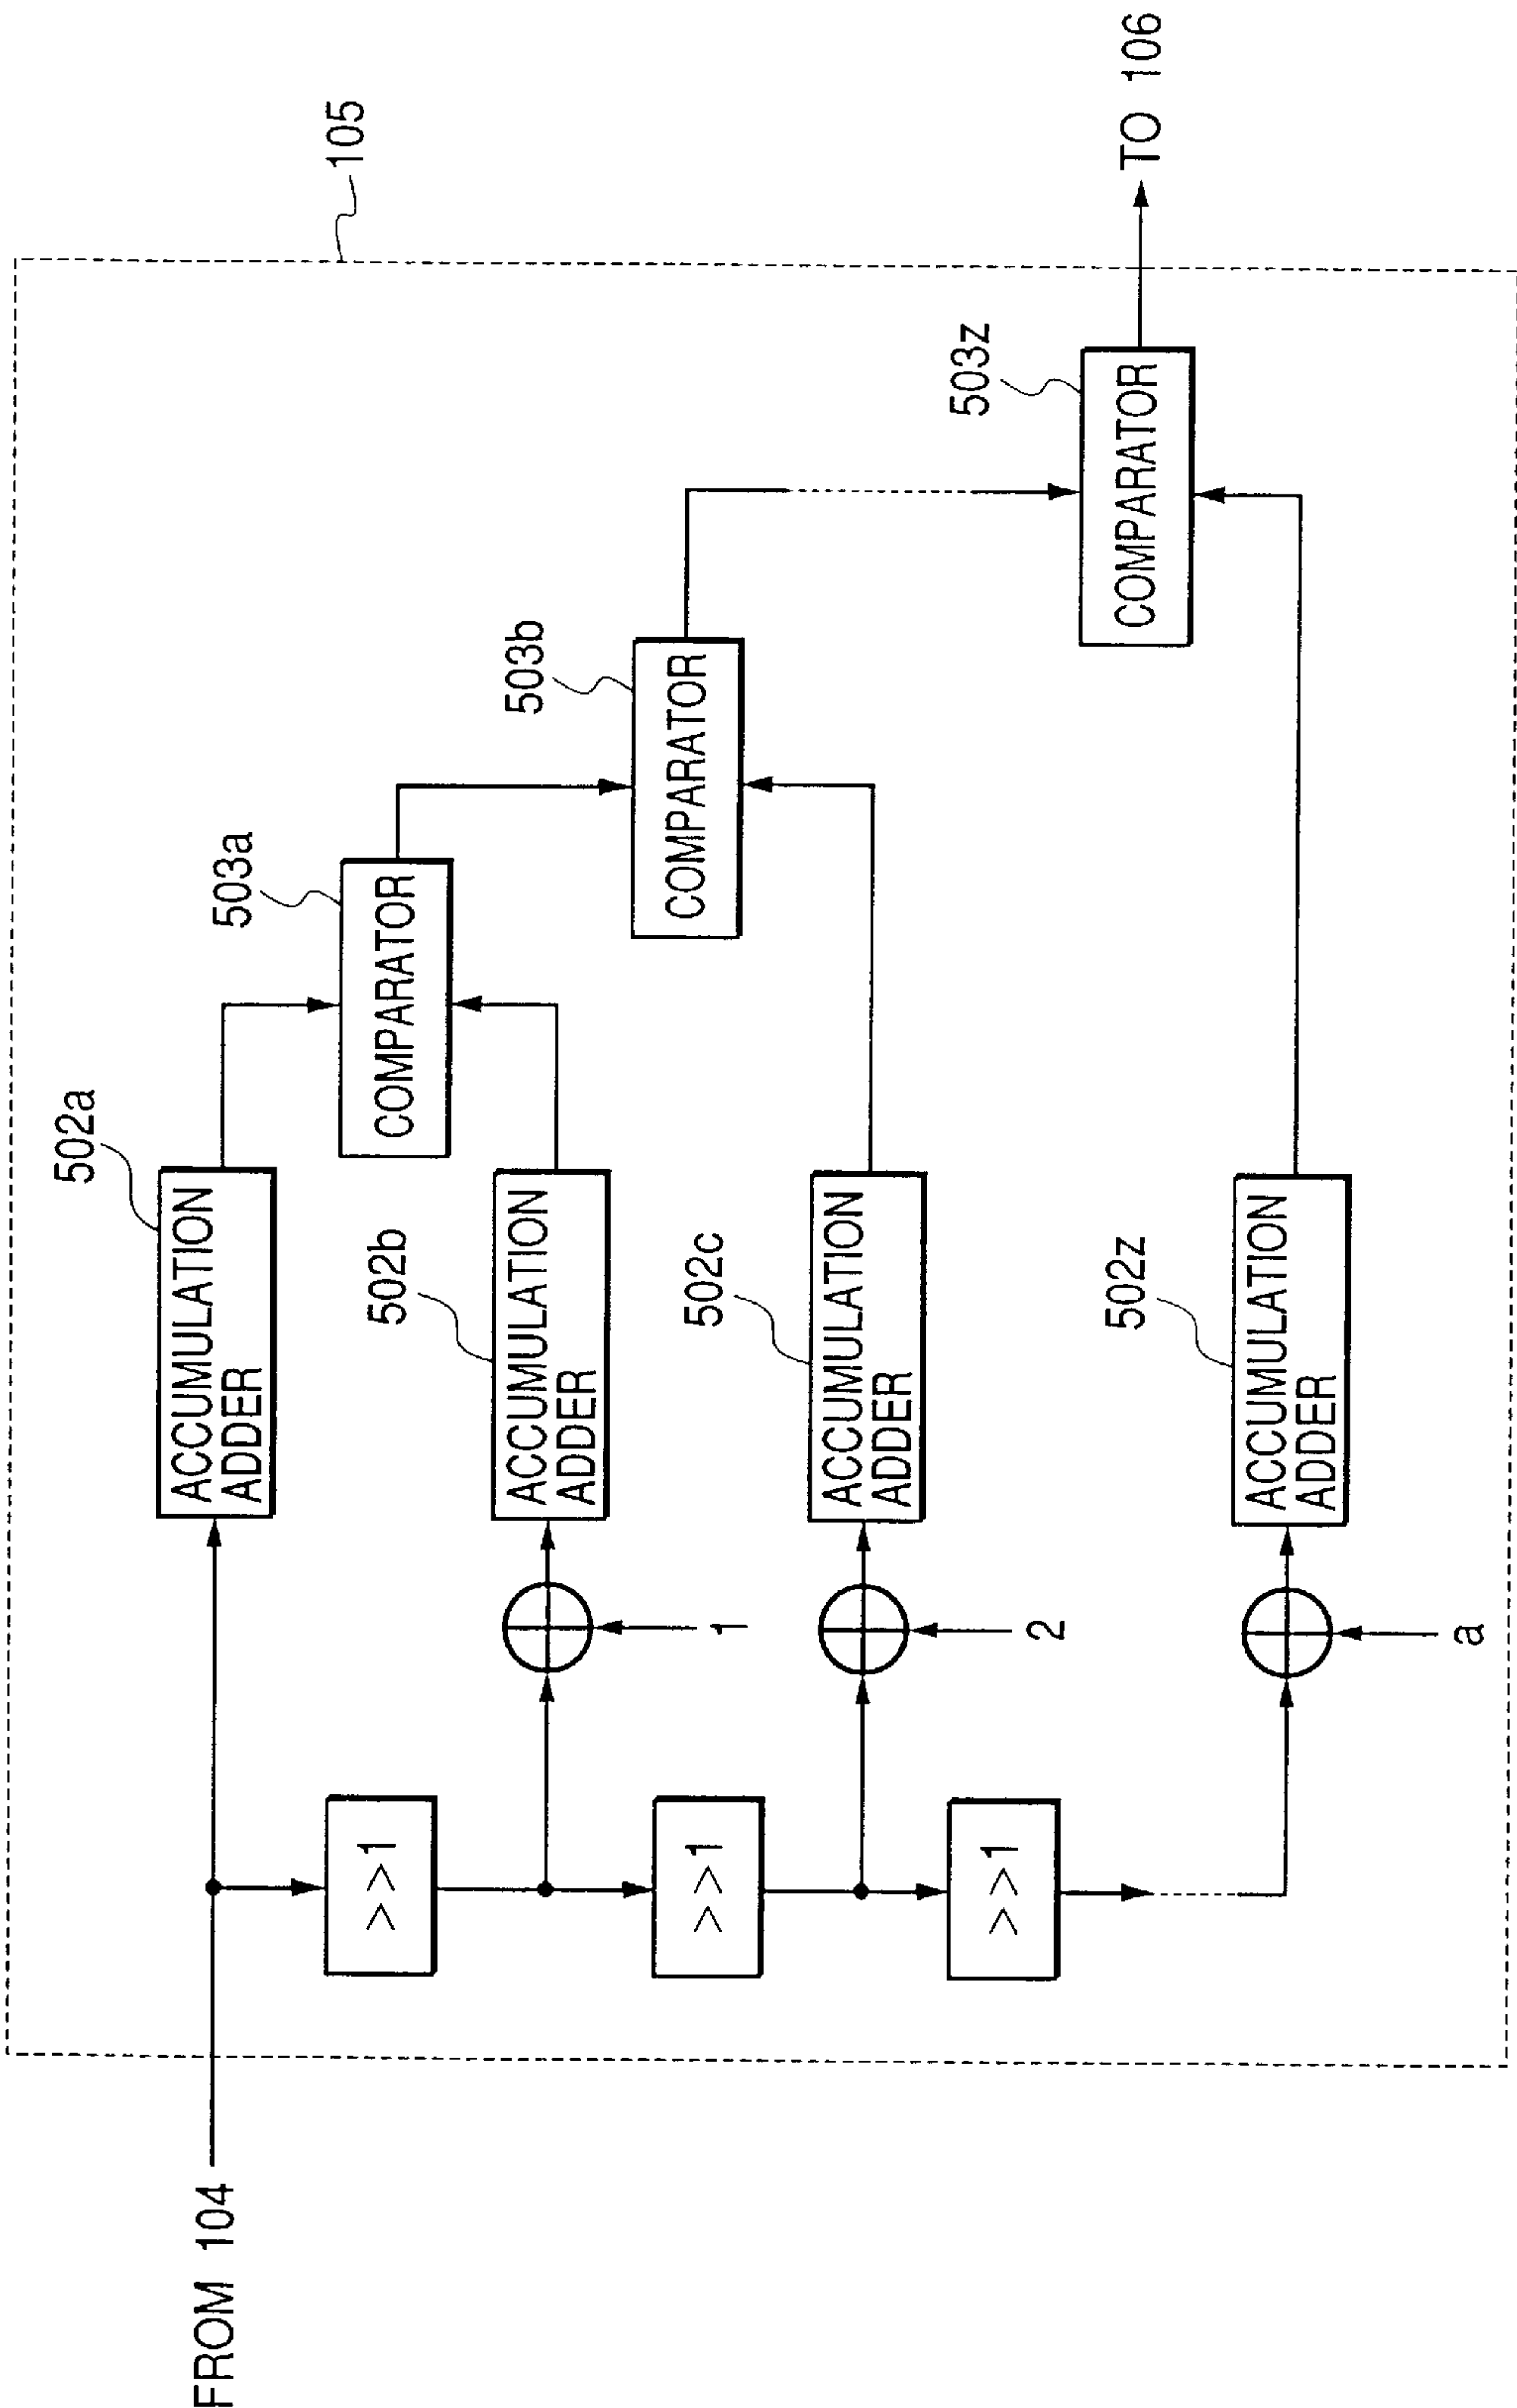 FROM 104
105
502a
ACCUMULATION
ADDER
503a
COMPARATOR
>>1
502b
ACCUMULATION
ADDER
1
503b
COMPARATOR
>>1
502c
ACCUMULATION
ADDER
2
503z
COMPARATOR
TO 106
>>1
502z
ACCUMULATION
ADDER
a